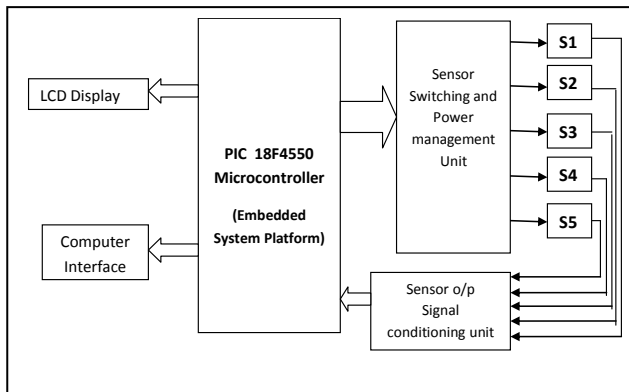 LCD Display
Computer
Interface
PIC 18F4550
Microcontroller
(Embedded
System Platform)
Sensor
Switching and
Power
management
Unit
S1
S2
S3
S4
S5
Sensor o/p
Signal
conditioning unit